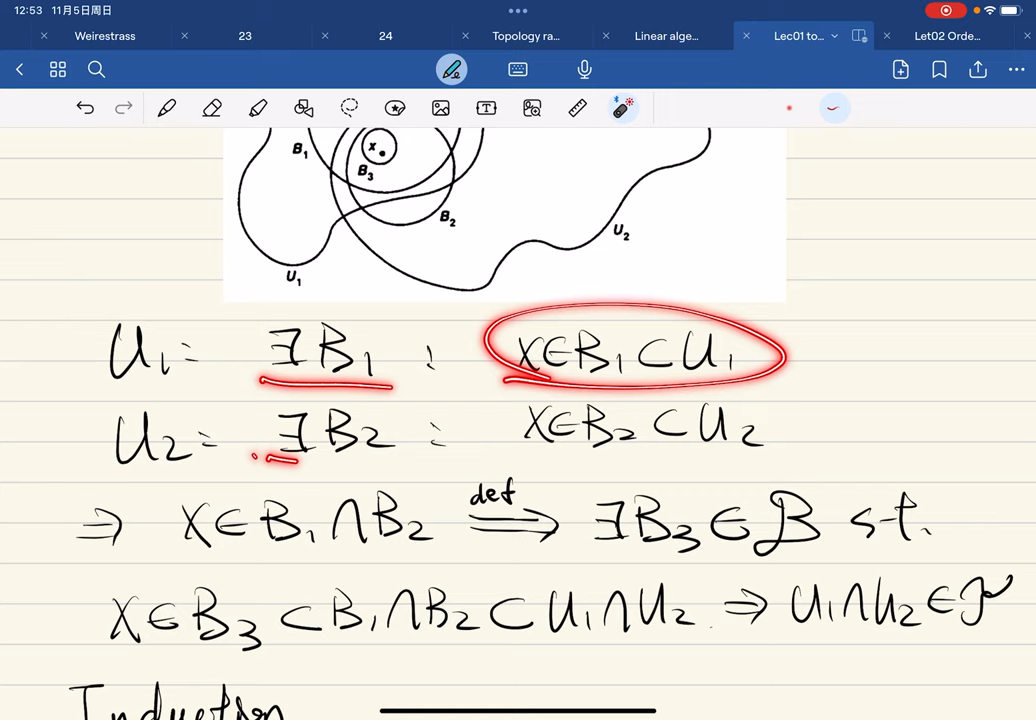 12:53 11月5日周日
Weirestrass
23
24
Topology ra...
Linear alge...
Lec01 to...
Let02 Orde...
T
B₁
x
B₃
B₂
U₂
U₁
U₁: ∃B₁ : x∈B₁⊂U₁
U₂: ∃B₂ : x∈B₂⊂U₂
⇒ x∈B₁∩B₂ def ⟹ ∃B₃∈ℬ s.t.
x∈B₃⊂B₁∩B₂⊂U₁∩U₂. ⇒ U₁∩U₂∈𝒯
Induction